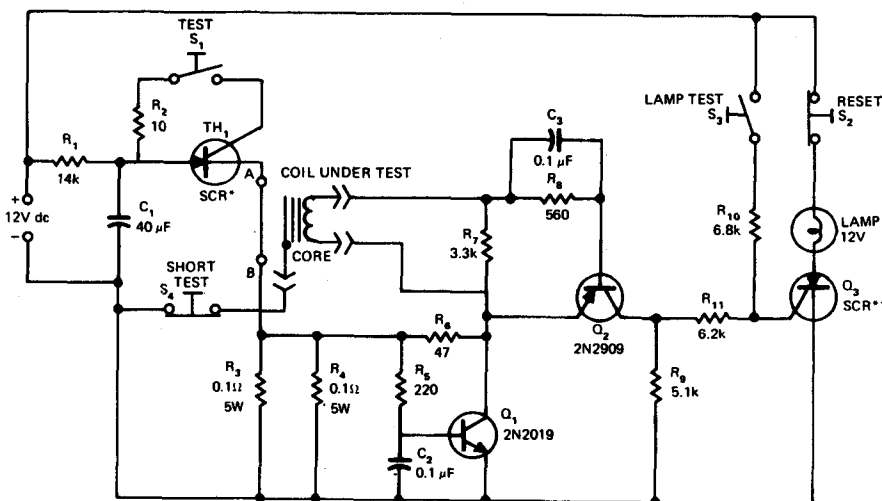 TEST
S1
R2
10
TH1
SCR*
R1
14k
+
12V dc
−
C1
40 µF
A
B
SHORT
TEST
S4
COIL UNDER TEST
CORE
C3
0.1 µF
R8
560
R7
3.3k
LAMP TEST
S3
RESET
S2
R10
6.8k
LAMP
12V
Q3
SCR*
R11
6.2k
Q2
2N2909
R9
5.1k
R6
47
R3
0.1Ω
5W
R4
0.1Ω
5W
R5
220
Q1
2N2019
C2
0.1 µF